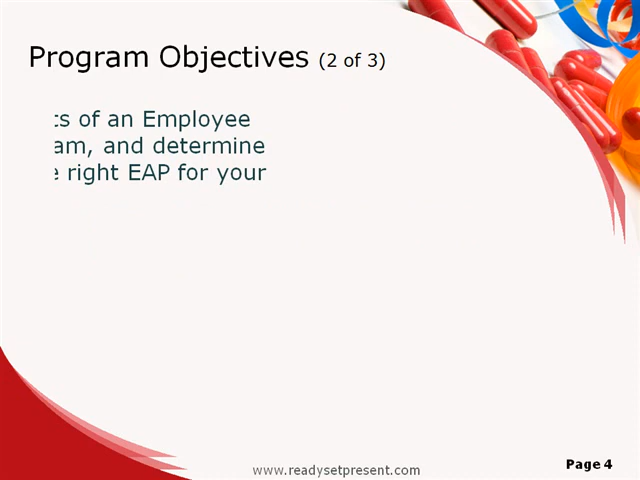 Program Objectives (2 of 3)
ts of an Employee
am, and determine
right EAP for your
www.readysetpresent.com
Page 4